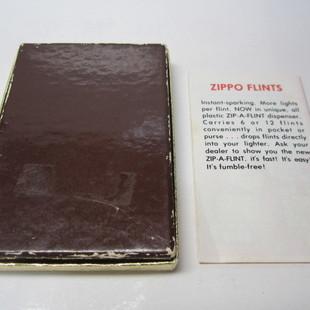 ZIPPO FLINTS
Instant-sparking. More lights
per flint. NOW in unique, all
plastic ZIP-A-FLINT dispenser.
Carries 6 or 12 flints
conveniently in pocket or
purse . . . drops flints directly
into your lighter. Ask your
dealer to show you the new
ZIP-A-FLINT. it's fast! It's easy!
It's fumble-free!